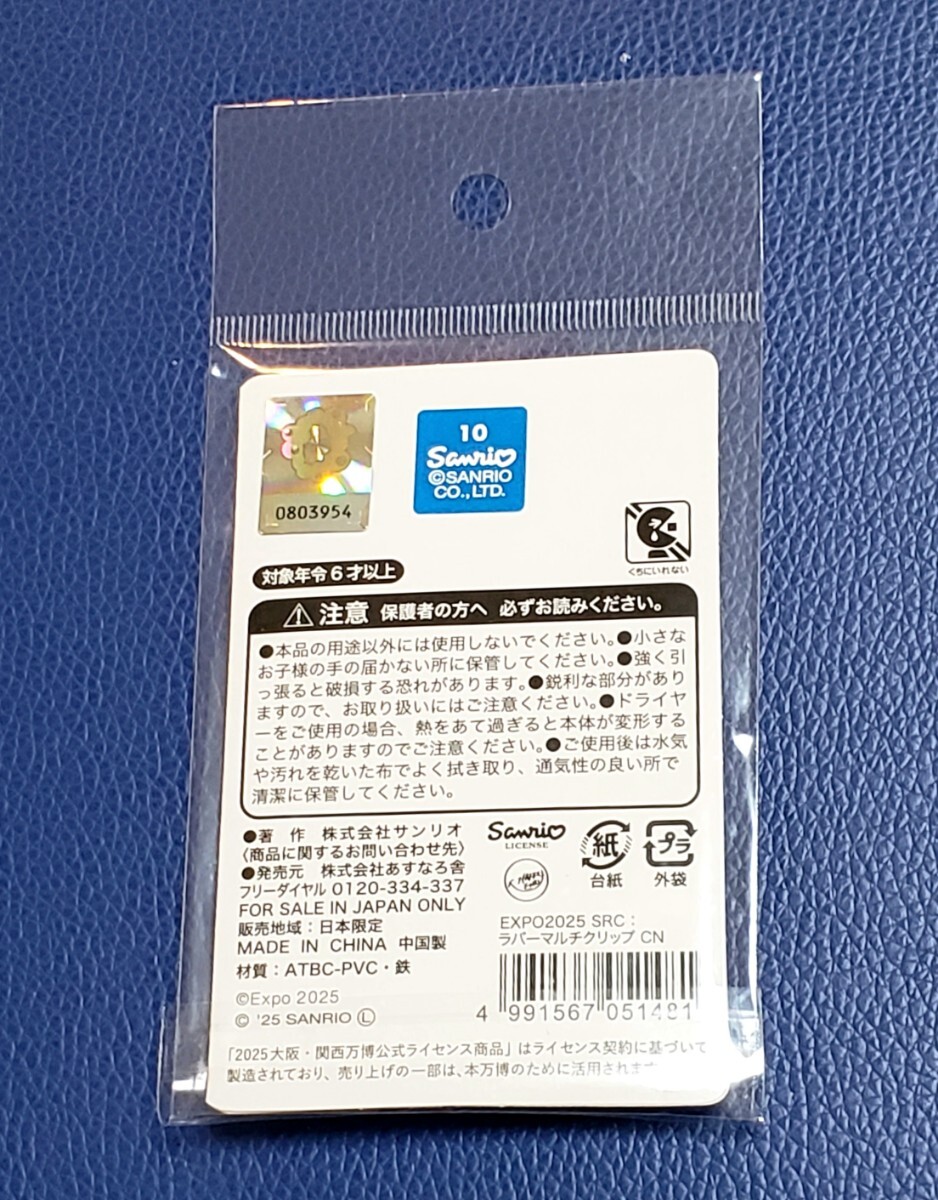 10
Sanrio
©SANRIO
CO.,LTD.
0803954
くちにいれない
対象年令6才以上
注意 保護者の方へ 必ずお読みください。
●本品の用途以外には使用しないでください。●小さな
お子様の手の届かない所に保管してください。●強く引
っ張ると破損する恐れがあります。●鋭利な部分があり
ますので、お取り扱いにはご注意ください。●ドライヤ
ーをご使用の場合、熱をあて過ぎると本体が変形する
ことがありますのでご注意ください。●ご使用後は水気
や汚れを乾いた布でよく拭き取り、通気性の良い所で
清潔に保管してください。
●著 作 株式会社サンリオ
〈商品に関するお問い合わせ先〉
●発売元 株式会社あすなろ舎
フリーダイヤル 0120-334-337
FOR SALE IN JAPAN ONLY
販売地域:日本限定
MADE IN CHINA 中国製
材質:ATBC-PVC・鉄
©Expo 2025
© '25 SANRIO Ⓛ
Sanrio
LICENSE
紙
台紙
プラ
外袋
EXPO2025 SRC:
ラバーマルチクリップ CN
4 991567 051481
「2025大阪・関西万博公式ライセンス商品」はライセンス契約に基づいて
製造されており、売り上げの一部は、本万博のために活用されます